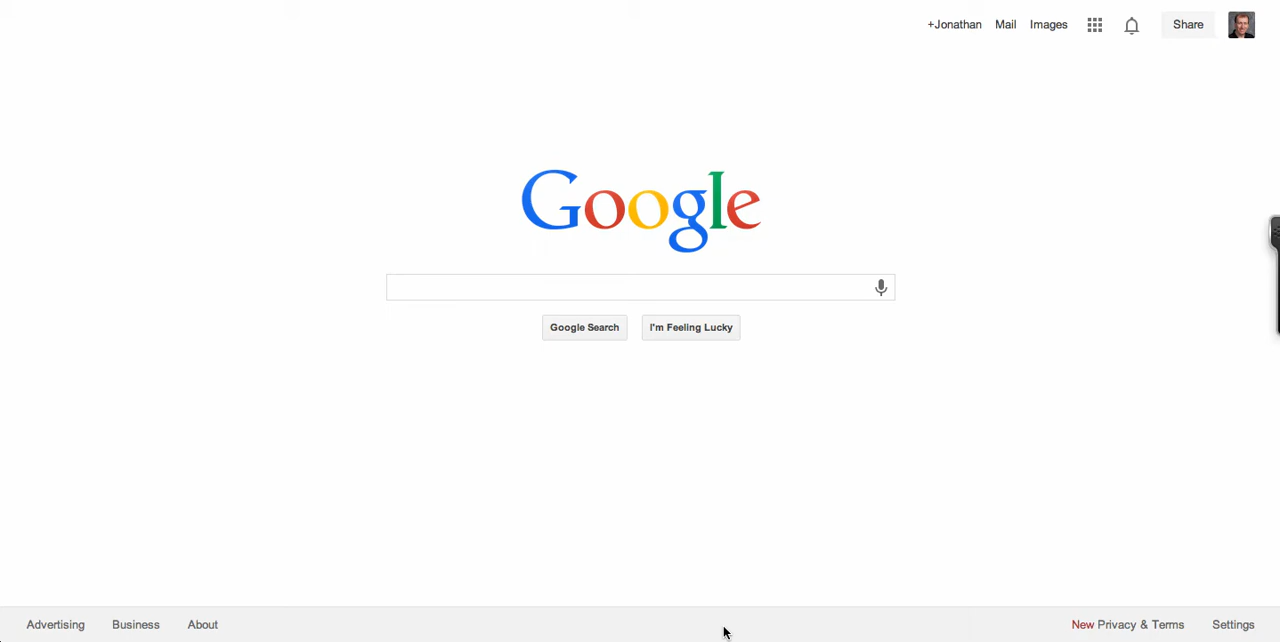 +Jonathan Mail Images Share
Google
Google Search I'm Feeling Lucky
Advertising Business About New Privacy & Terms Settings